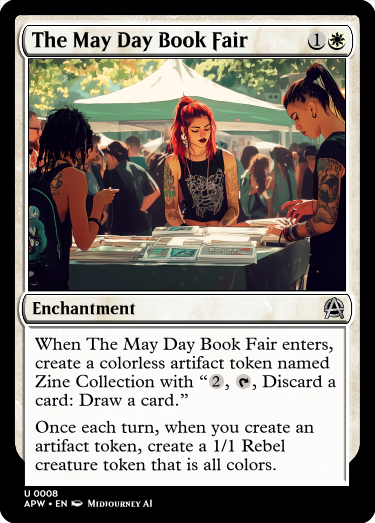 The May Day Book Fair 1
Enchantment
When The May Day Book Fair enters,
create a colorless artifact token named
Zine Collection with “2, , Discard a
card: Draw a card.”
Once each turn, when you create an
artifact token, create a 1/1 Rebel
creature token that is all colors.
U 0008
APW • EN Midjourney AI